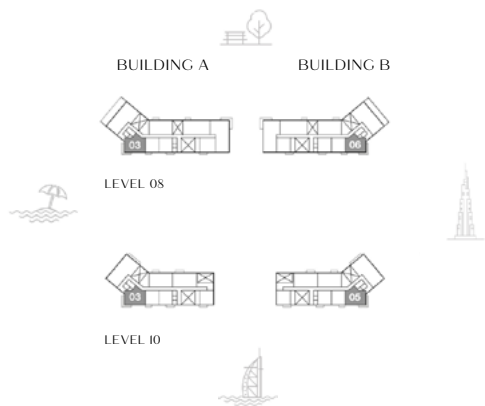 BUILDING A
BUILDING B
03
06
LEVEL 08
03
05
LEVEL 10